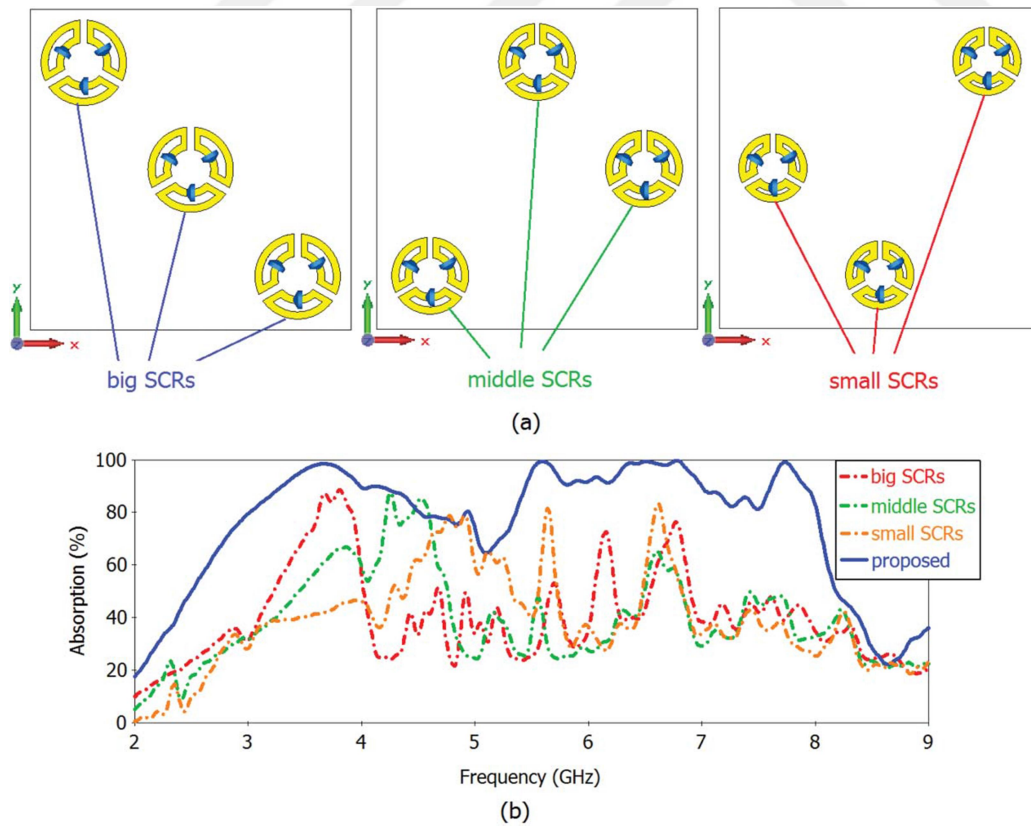 Y
Z
X
Y
Z
X
Y
Z
X
big SCRs
middle SCRs
small SCRs
(a)
100
80
60
40
20
0
Absorption (%)
big SCRs
middle SCRs
small SCRs
proposed
2 3 4 5 6 7 8 9
Frequency (GHz)
(b)